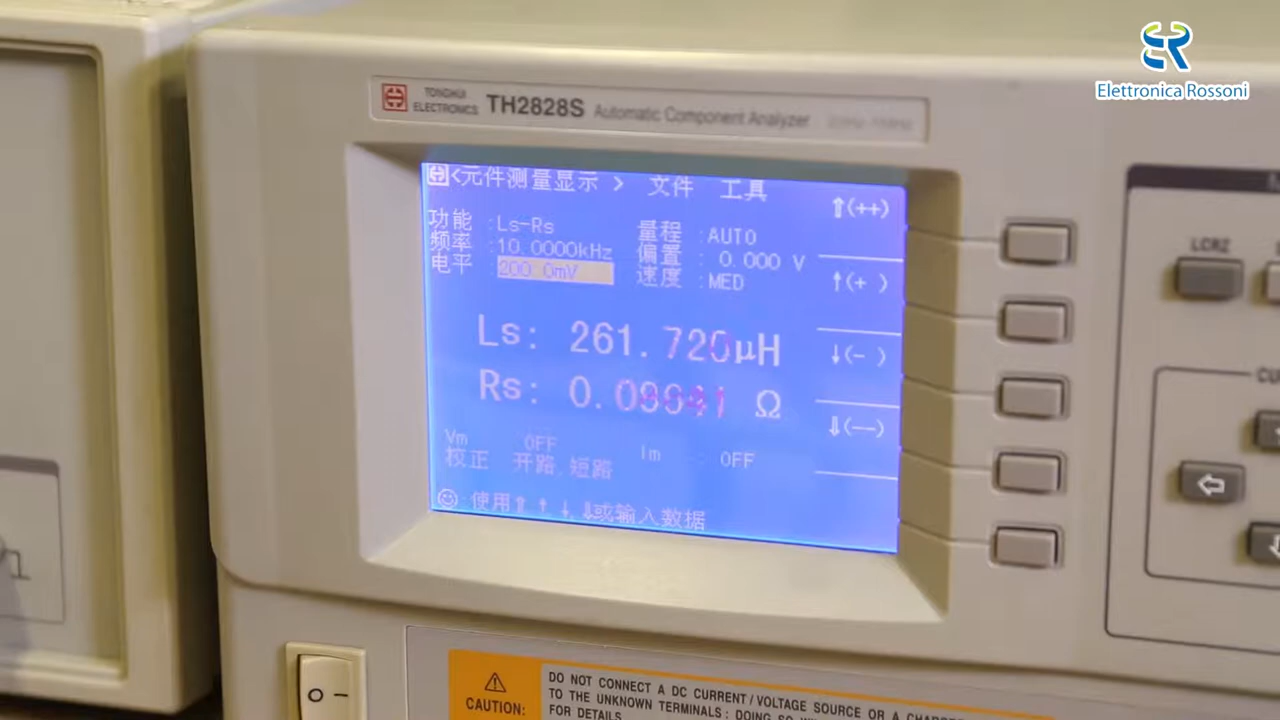 Elettronica Rossoni
TONGHUI
ELECTRONICS
TH2828S Automatic Component Analyzer
<元件测量显示 > 文件 工具
功能 :Ls-Rs
频率 :10.0000kHz
电平 200.0mV
量程 :AUTO
偏置 : 0.000 V
速度 :MED
Ls: 261.720μH
Rs: 0. Ω
Vm OFF Im OFF
校正 开路,短路
:使用⇑ ↑ ↓ ⇓或输入数据
⇑(++)
↑(+ )
↓(- )
⇓(--)
LCRZ
CU
CAUTION:
DO NOT CONNECT A DC CURRENT/VOLTAGE SOURCE OR A CHARGE
TO THE UNKNOWN TERMINALS; DOING SO
FOR DETAILS